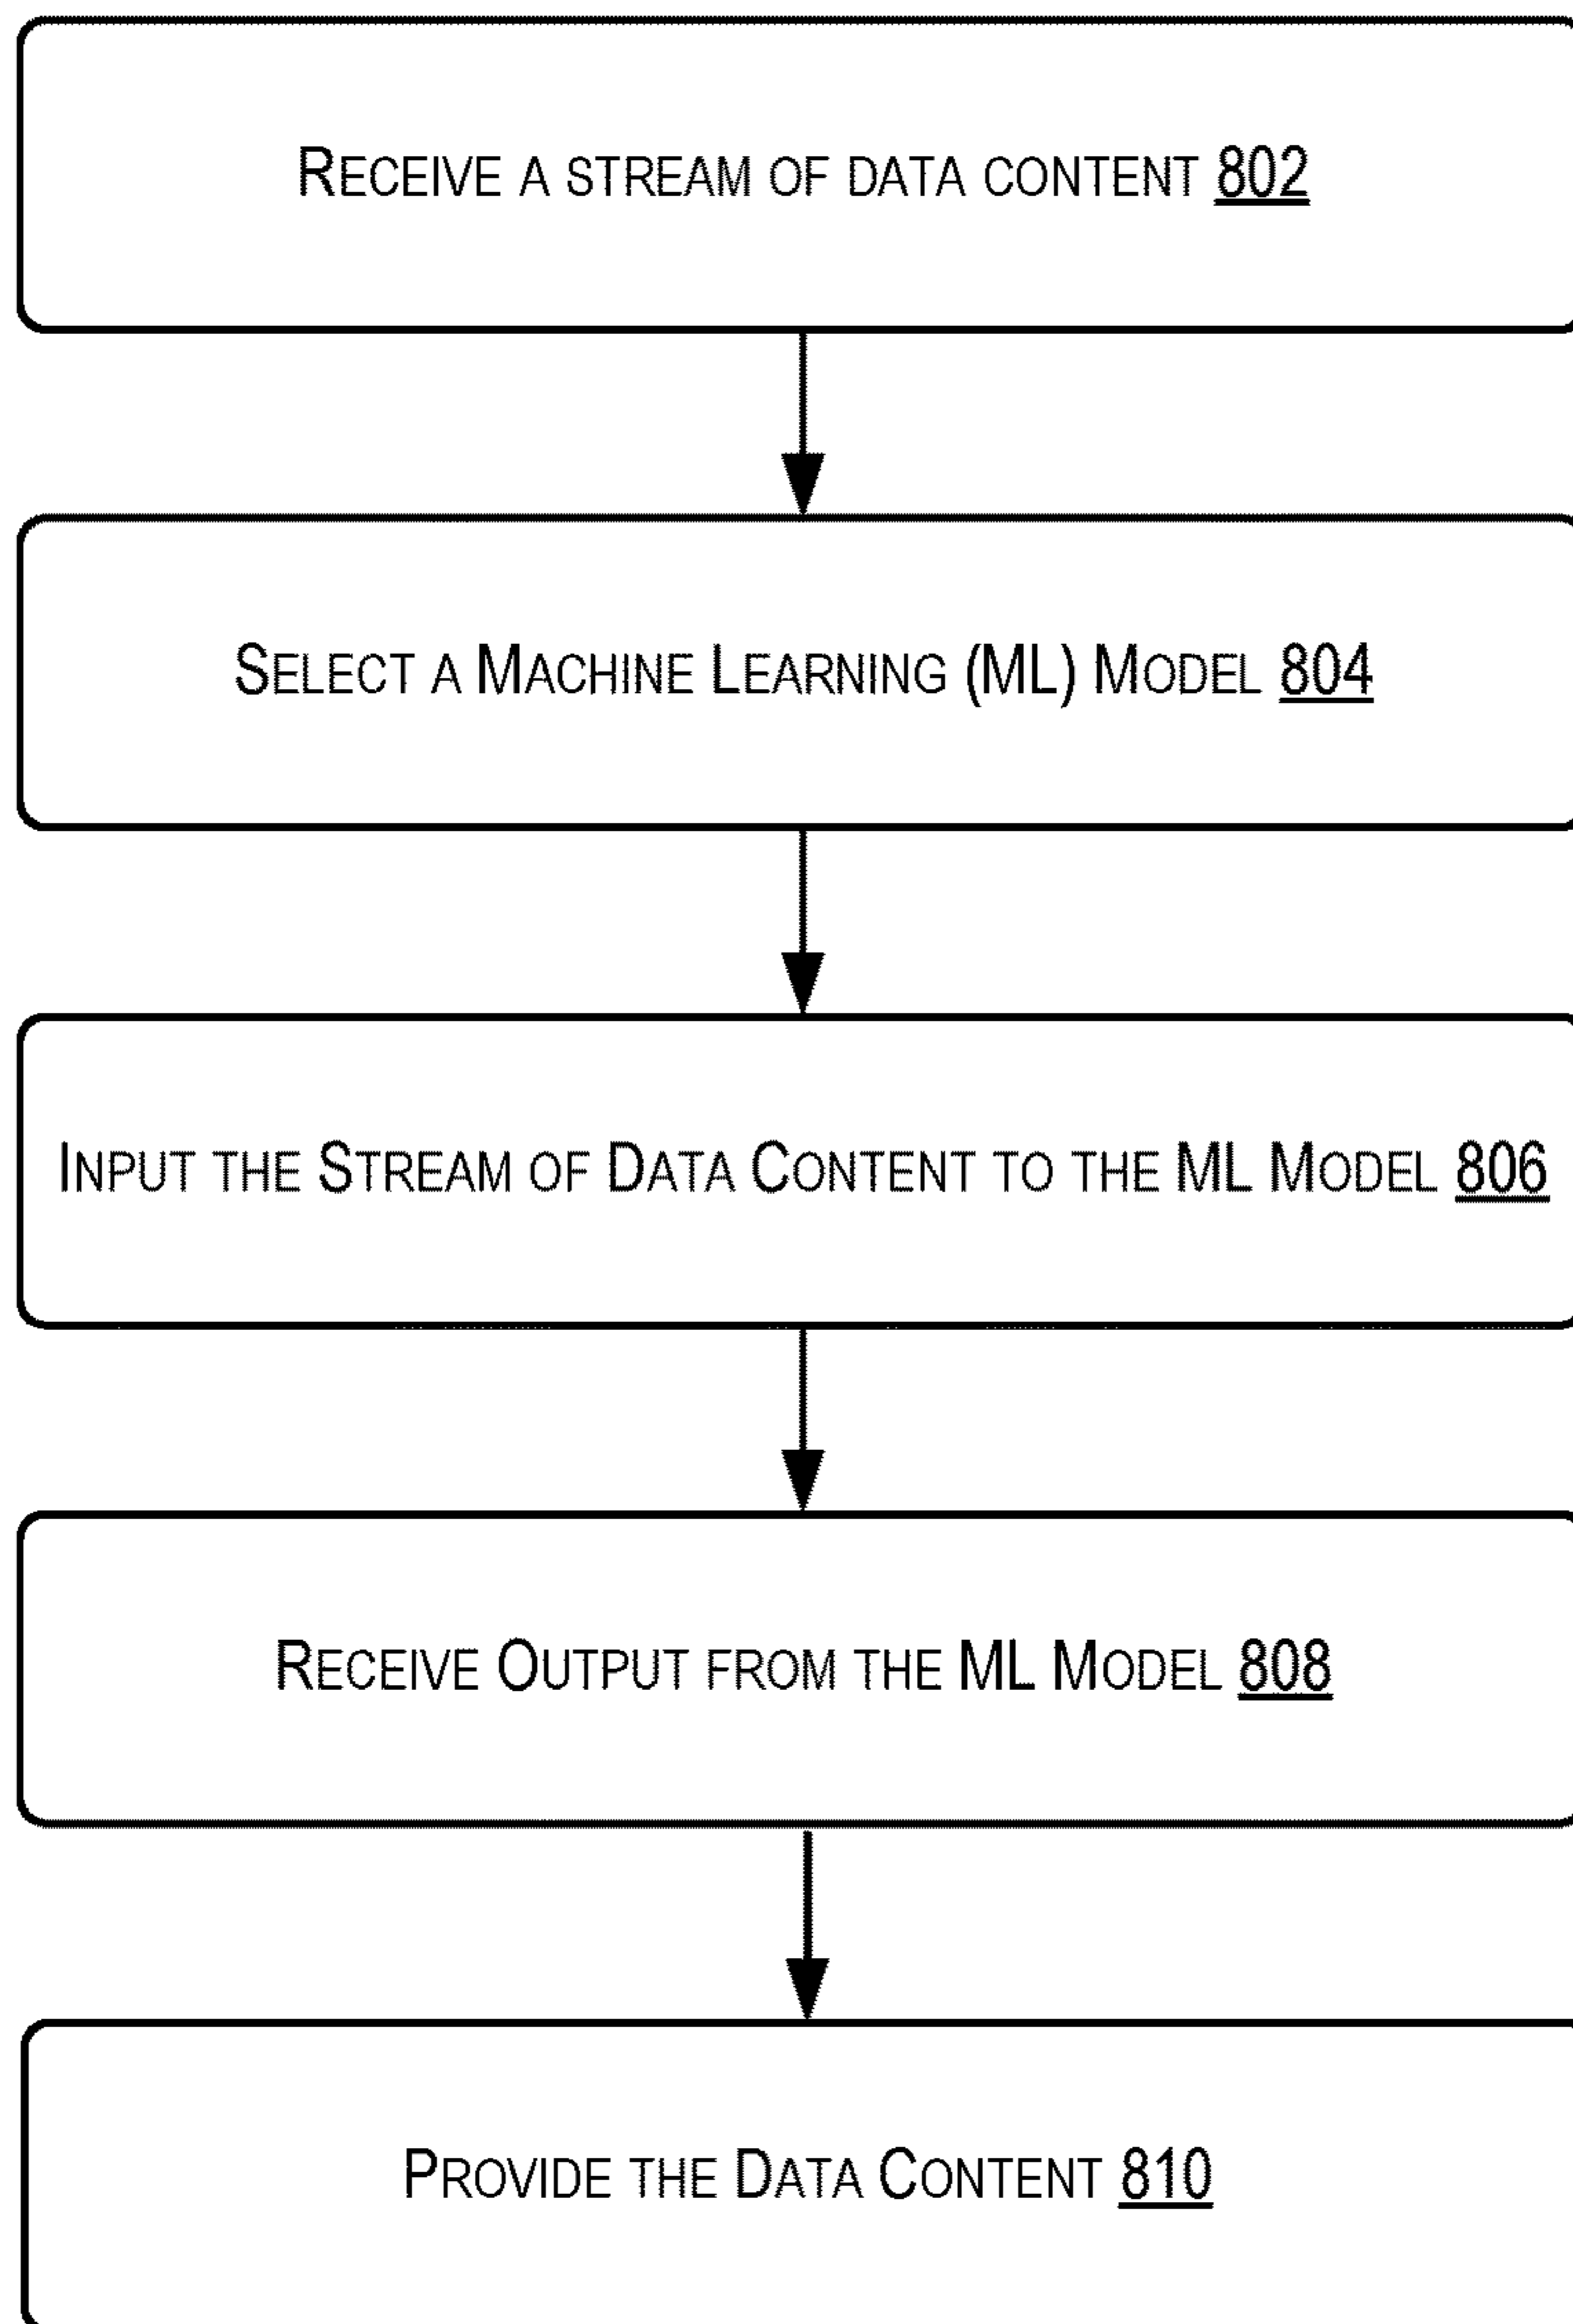 Receive a stream of data content 802
Select a Machine Learning (ML) Model 804
Input the Stream of Data Content to the ML Model 806
Receive Output from the ML Model 808
Provide the Data Content 810